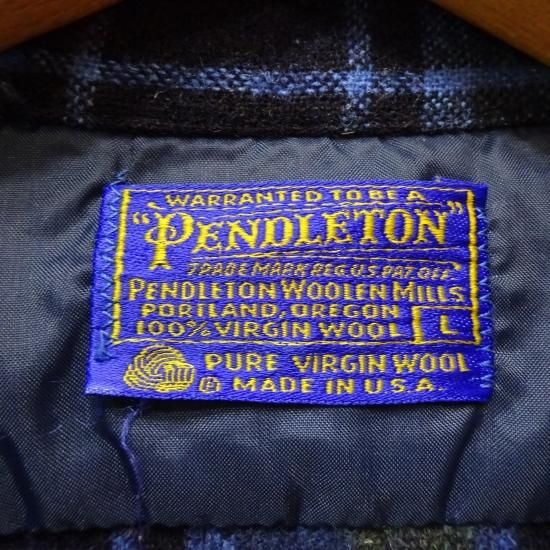 WARRANTED TO BE A
"PENDLETON"
TRADE MARK REG. U.S. PAT. OFF.
PENDLETON WOOLEN MILLS
PORTLAND, OREGON
100% VIRGIN WOOL L
PURE VIRGIN WOOL
® MADE IN U.S.A.